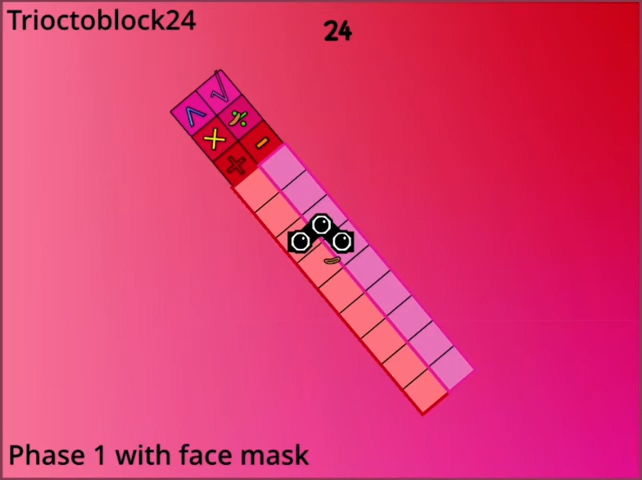 Trioctoblock24
24
^ √
× ÷
+ -
Phase 1 with face mask